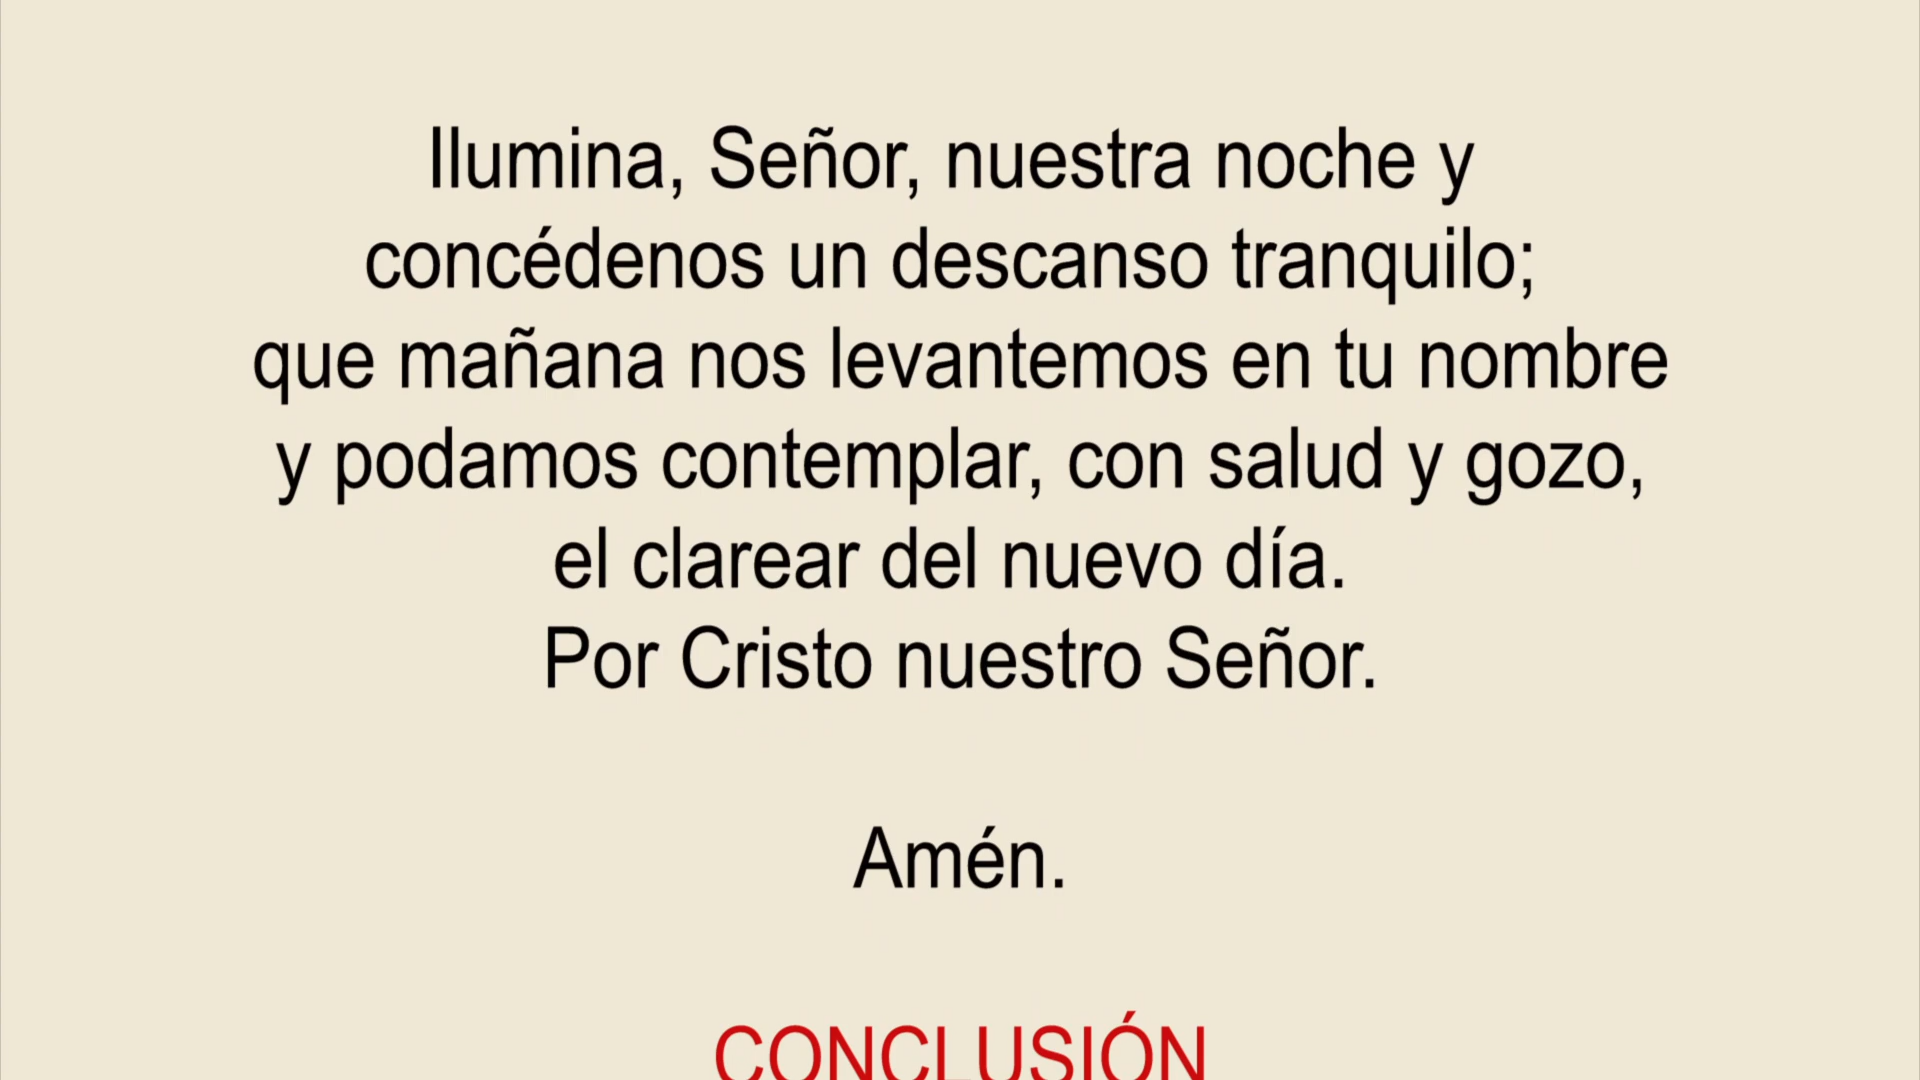 Ilumina, Señor, nuestra noche y
concédenos un descanso tranquilo;
que mañana nos levantemos en tu nombre
y podamos contemplar, con salud y gozo,
el clarear del nuevo día.
Por Cristo nuestro Señor.
Amén.
CONCLUSIÓN